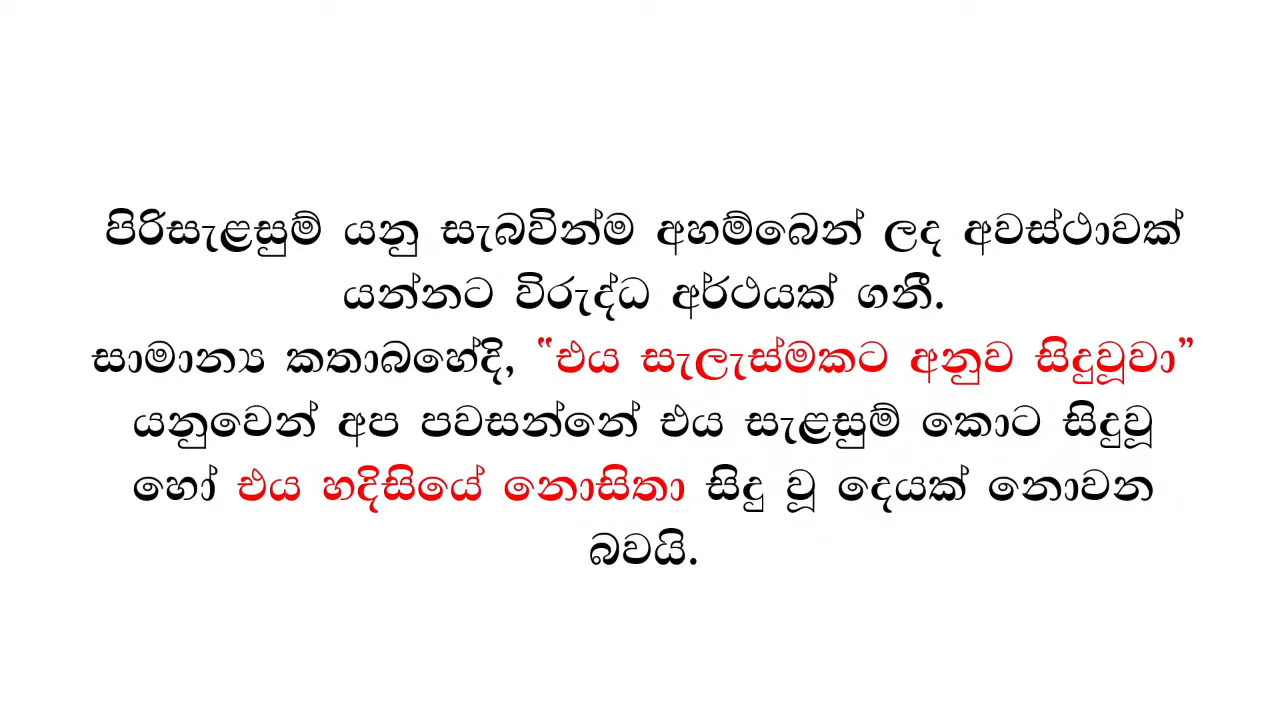 පිරිසැළසුම් යනු සැබවින්ම අහම්බෙන් ලද අවස්ථාවක්
යන්නට විරුද්ධ අර්ථයක් ගනී.
සාමාන්‍ය කතාබහේදි, “එය සැලැස්මකට අනුව සිදුවූවා”
යනුවෙන් අප පවසන්නේ එය සැළසුම් කොට සිදුවූ
හෝ එය හදිසියේ නොසිතා සිදු වූ දෙයක් නොවන
බවයි.